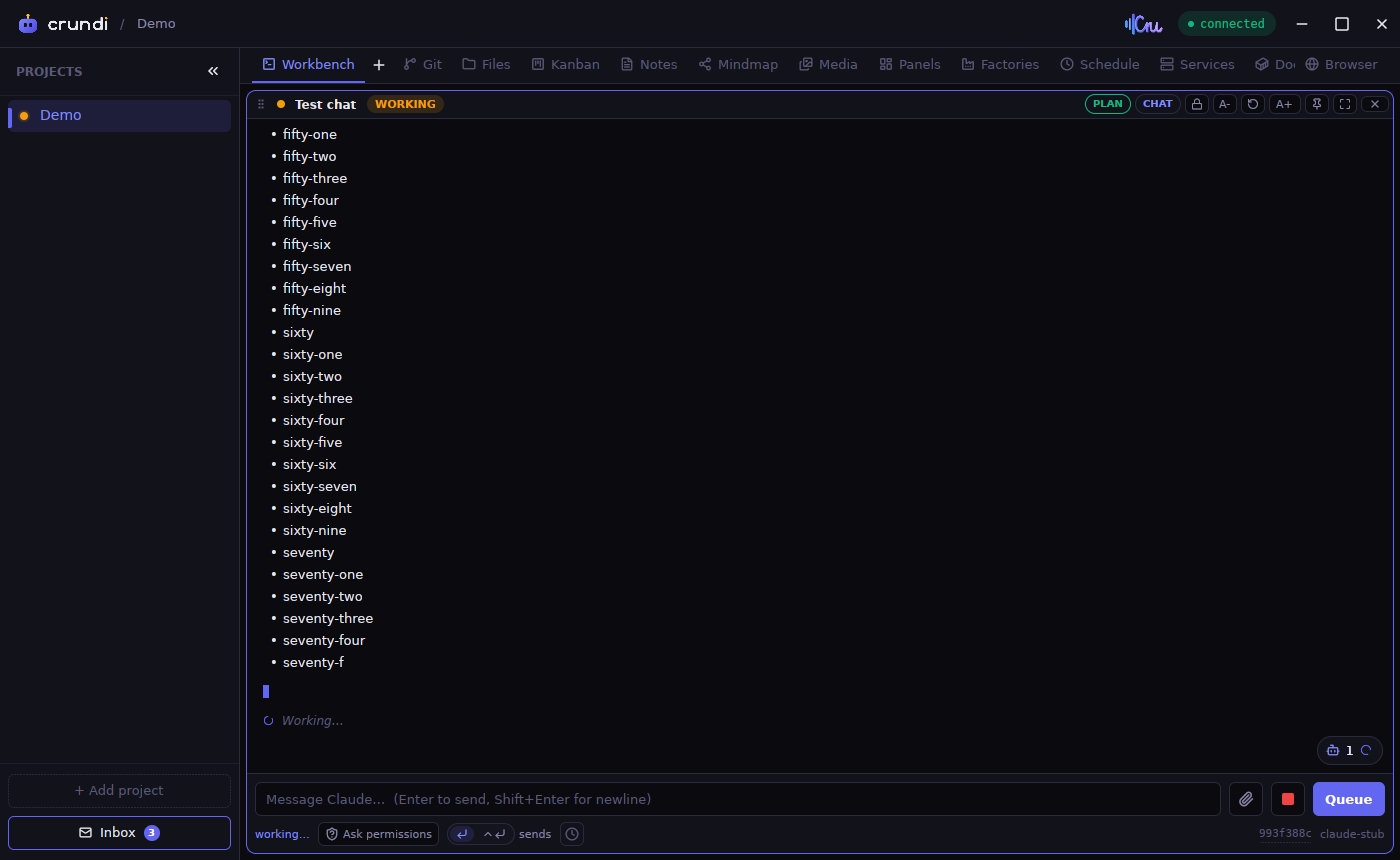 crundi / Demo
Cru
connected
PROJECTS
Workbench + Git Files Kanban Notes Mindmap Media Panels Factories Schedule Services Do Browser
Demo
Test chat WORKING PLAN CHAT A- A+
• fifty-one
• fifty-two
• fifty-three
• fifty-four
• fifty-five
• fifty-six
• fifty-seven
• fifty-eight
• fifty-nine
• sixty
• sixty-one
• sixty-two
• sixty-three
• sixty-four
• sixty-five
• sixty-six
• sixty-seven
• sixty-eight
• sixty-nine
• seventy
• seventy-one
• seventy-two
• seventy-three
• seventy-four
• seventy-f
Working...
1
+ Add project
Inbox 3
Message Claude... (Enter to send, Shift+Enter for newline)
Queue
working... Ask permissions sends 993f388c claude-stub